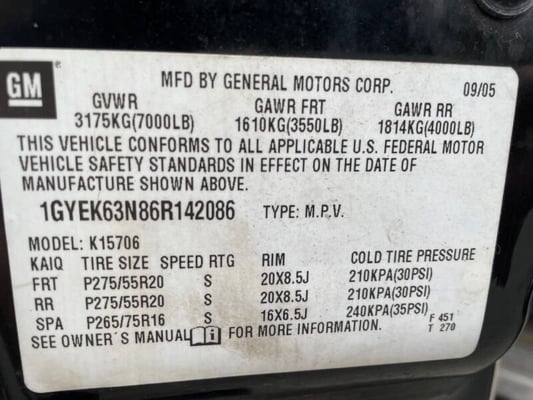 GM ®
MFD BY GENERAL MOTORS CORP. 09/05
GVWR GAWR FRT GAWR RR
3175KG(7000LB) 1610KG(3550LB) 1814KG(4000LB)
THIS VEHICLE CONFORMS TO ALL APPLICABLE U.S. FEDERAL MOTOR
VEHICLE SAFETY STANDARDS IN EFFECT ON THE DATE OF
MANUFACTURE SHOWN ABOVE.
1GYEK63N86R142086 TYPE: M.P.V.
MODEL: K15706
KAIQ TIRE SIZE SPEED RTG RIM COLD TIRE PRESSURE
FRT P275/55R20 S 20X8.5J 210KPA(30PSI)
RR P275/55R20 S 20X8.5J 210KPA(30PSI)
SPA P265/75R16 S 16X6.5J 240KPA(35PSI) F 451
SEE OWNER´S MANUAL i FOR MORE INFORMATION. T 270